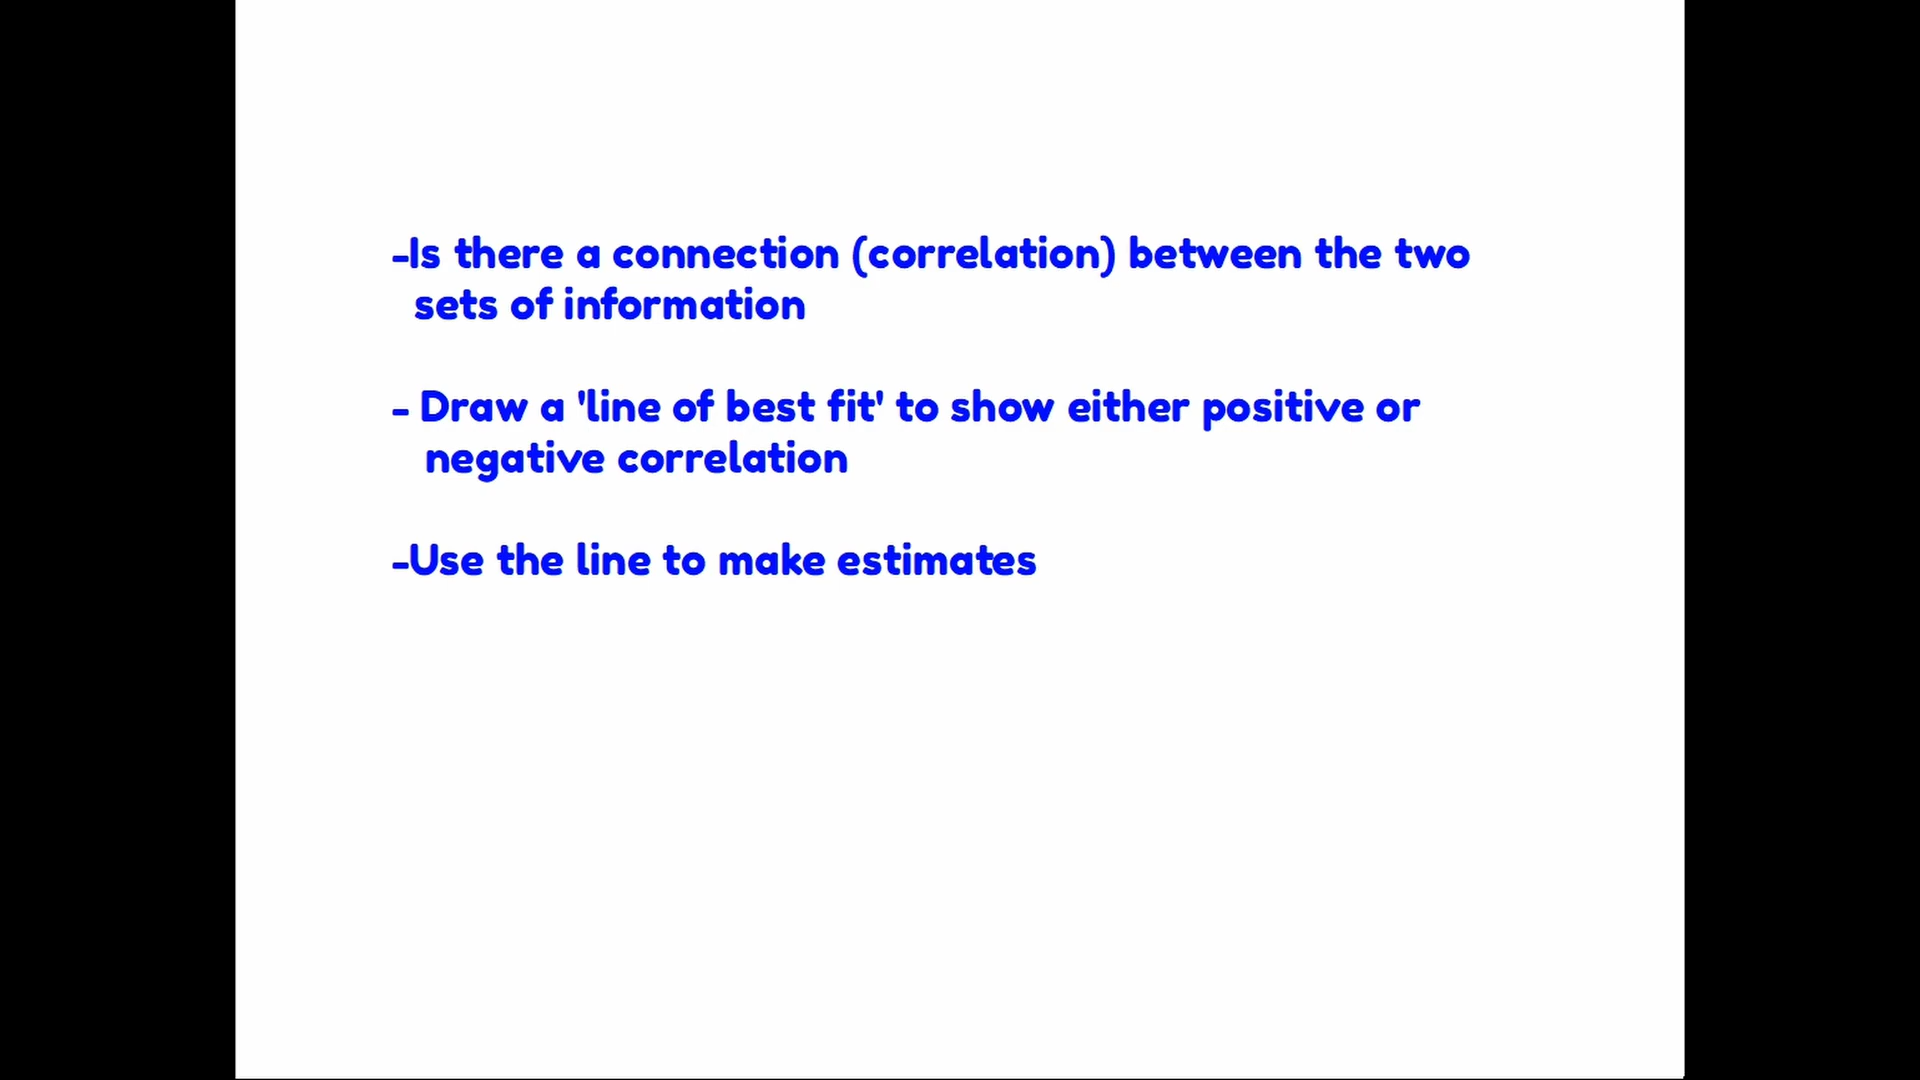 -Is there a connection (correlation) between the two
sets of information
- Draw a 'line of best fit' to show either positive or
negative correlation
-Use the line to make estimates